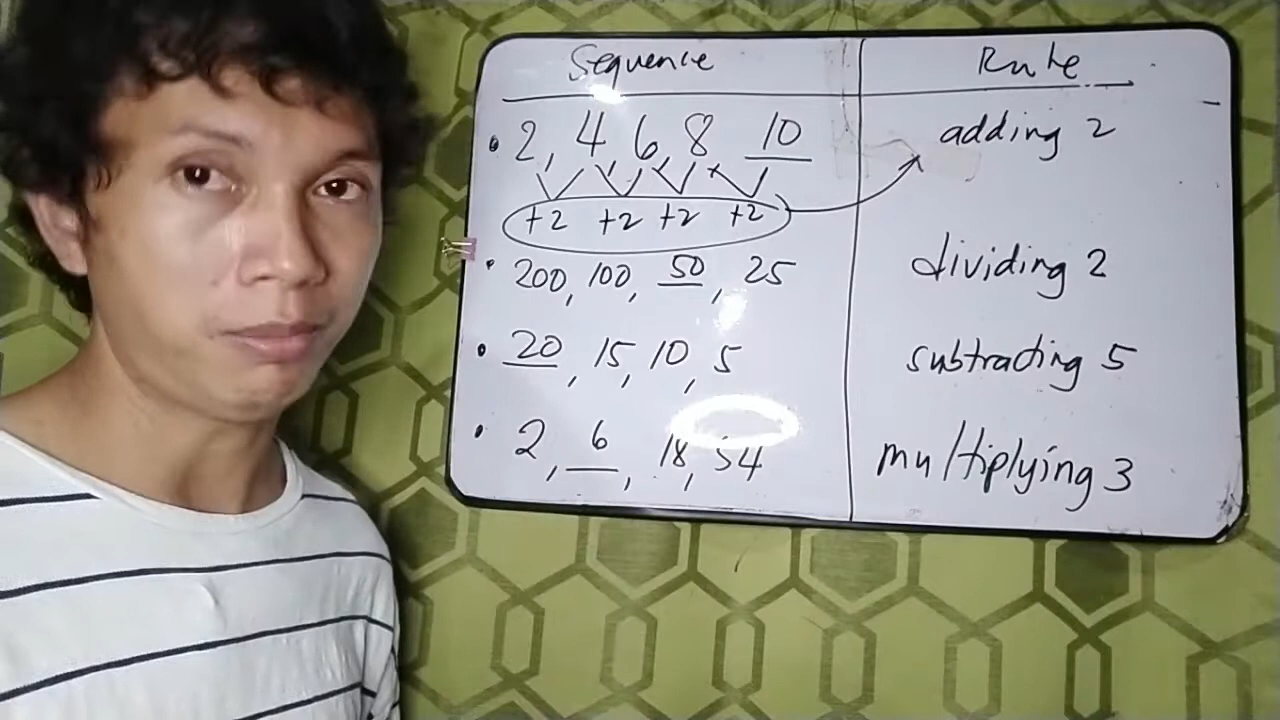 Sequence Rule
• 2, 4, 6, 8 10 adding 2
+2 +2 +2 +2
• 200, 100, 50, 25 dividing 2
• 20, 15, 10, 5 subtracting 5
• 2, 6, 18, 54 multiplying 3